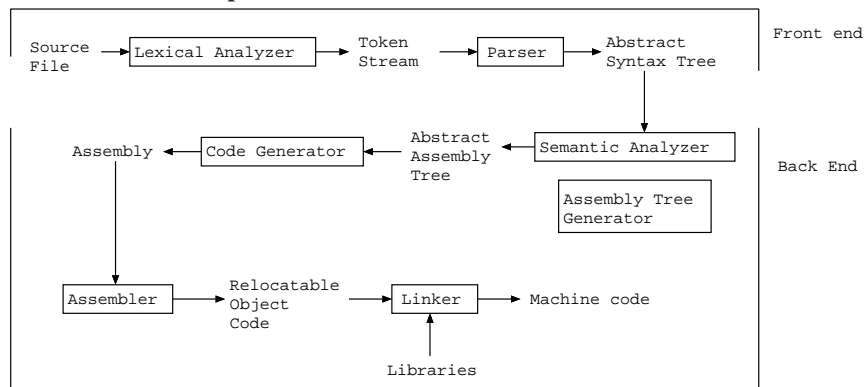 Source
File
Lexical Analyzer
Token
Stream
Parser
Abstract
Syntax Tree
Front end
Assembly
Code Generator
Abstract
Assembly
Tree
Semantic Analyzer
Assembly Tree
Generator
Back End
Assembler
Relocatable
Object
Code
Linker
Machine code
Libraries